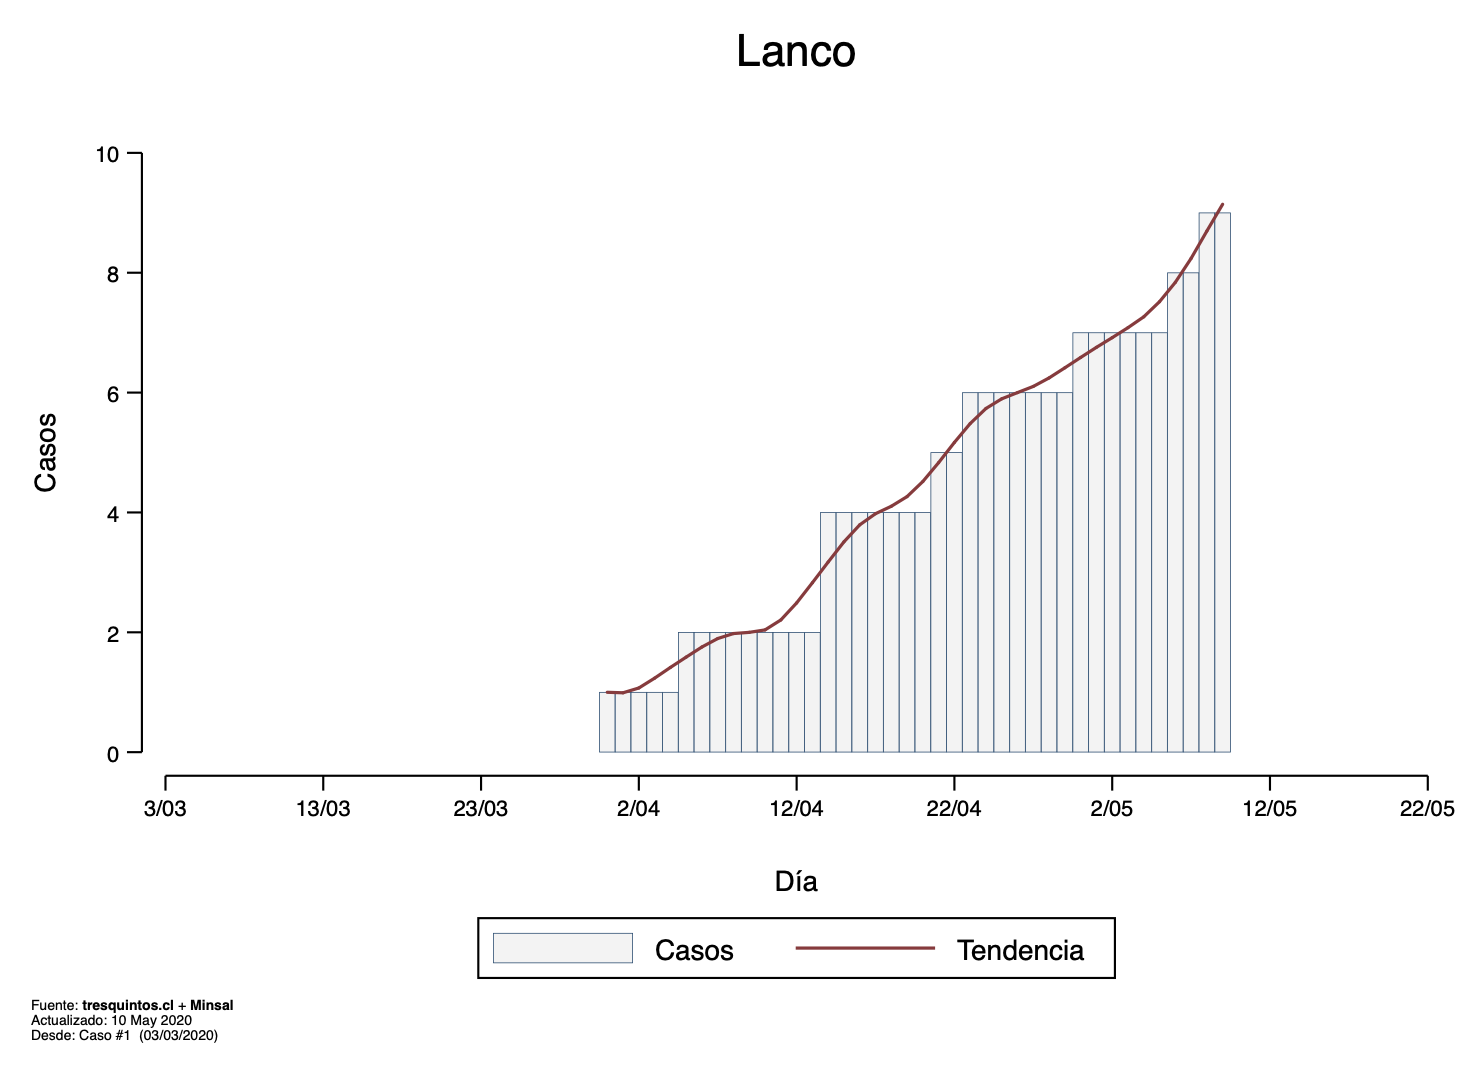 Lanco
10
8
6
4
2
0
Casos
3/03 13/03 23/03 2/04 12/04 22/04 2/05 12/05 22/05
Día
Casos Tendencia
Fuente: tresquintos.cl + Minsal
Actualizado: 10 May 2020
Desde: Caso #1 (03/03/2020)